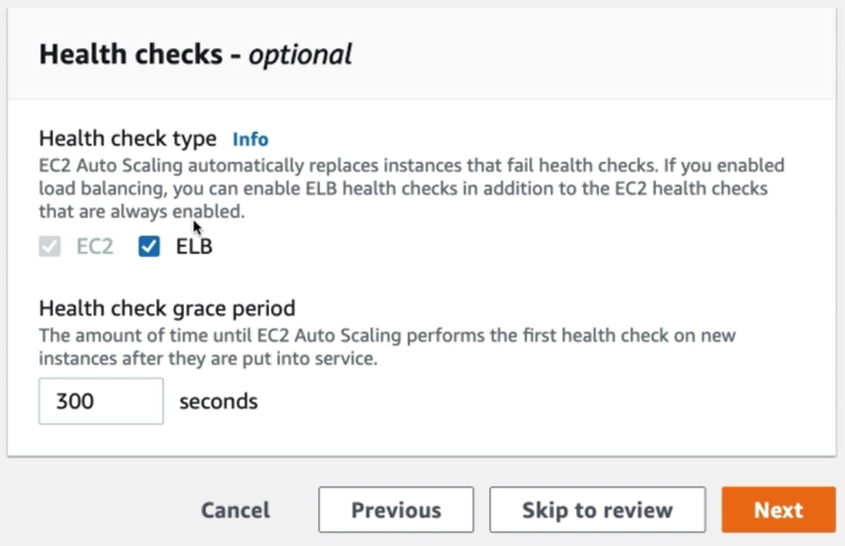 Health checks - optional
Health check type Info
EC2 Auto Scaling automatically replaces instances that fail health checks. If you enabled
load balancing, you can enable ELB health checks in addition to the EC2 health checks
that are always enabled.
EC2 ELB
Health check grace period
The amount of time until EC2 Auto Scaling performs the first health check on new
instances after they are put into service.
300 seconds
Cancel Previous Skip to review Next